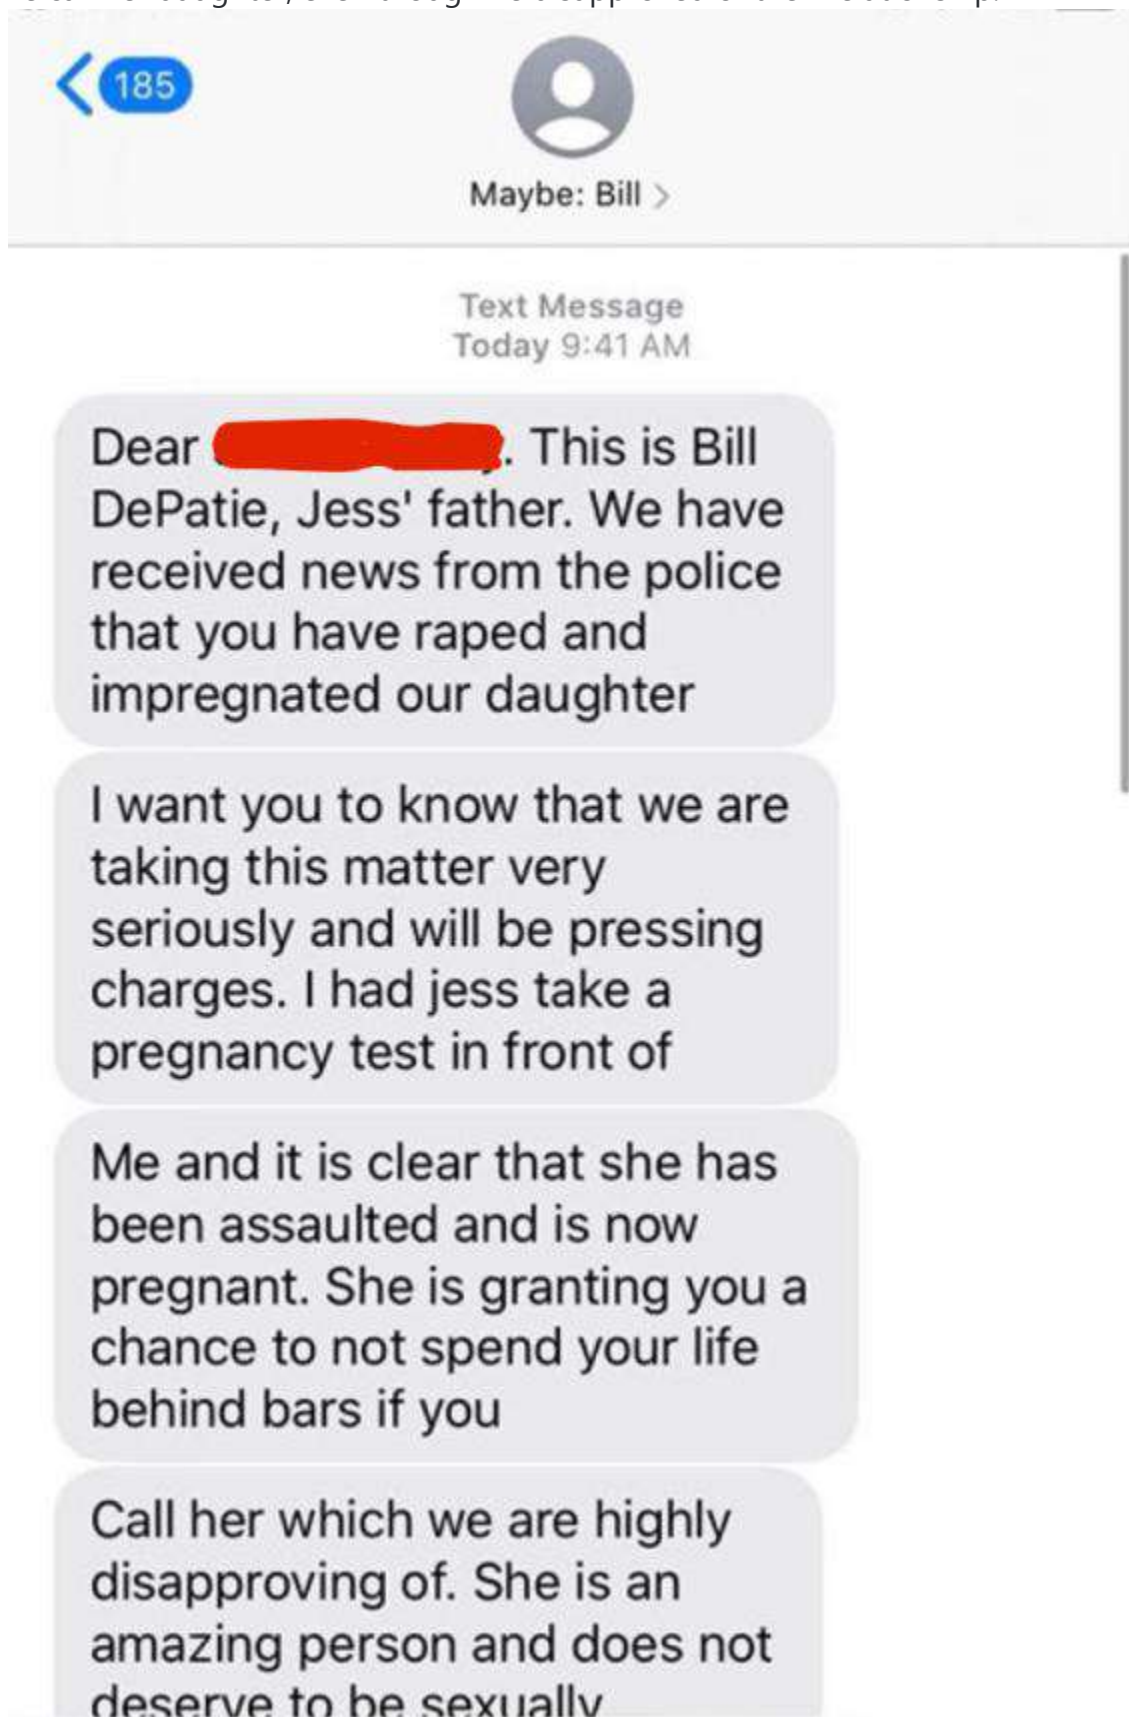 185
Maybe: Bill >
Text Message
Today 9:41 AM
Dear . This is Bill
DePatie, Jess' father. We have
received news from the police
that you have raped and
impregnated our daughter
I want you to know that we are
taking this matter very
seriously and will be pressing
charges. I had jess take a
pregnancy test in front of
Me and it is clear that she has
been assaulted and is now
pregnant. She is granting you a
chance to not spend your life
behind bars if you
Call her which we are highly
disapproving of. She is an
amazing person and does not
deserve to be sexually